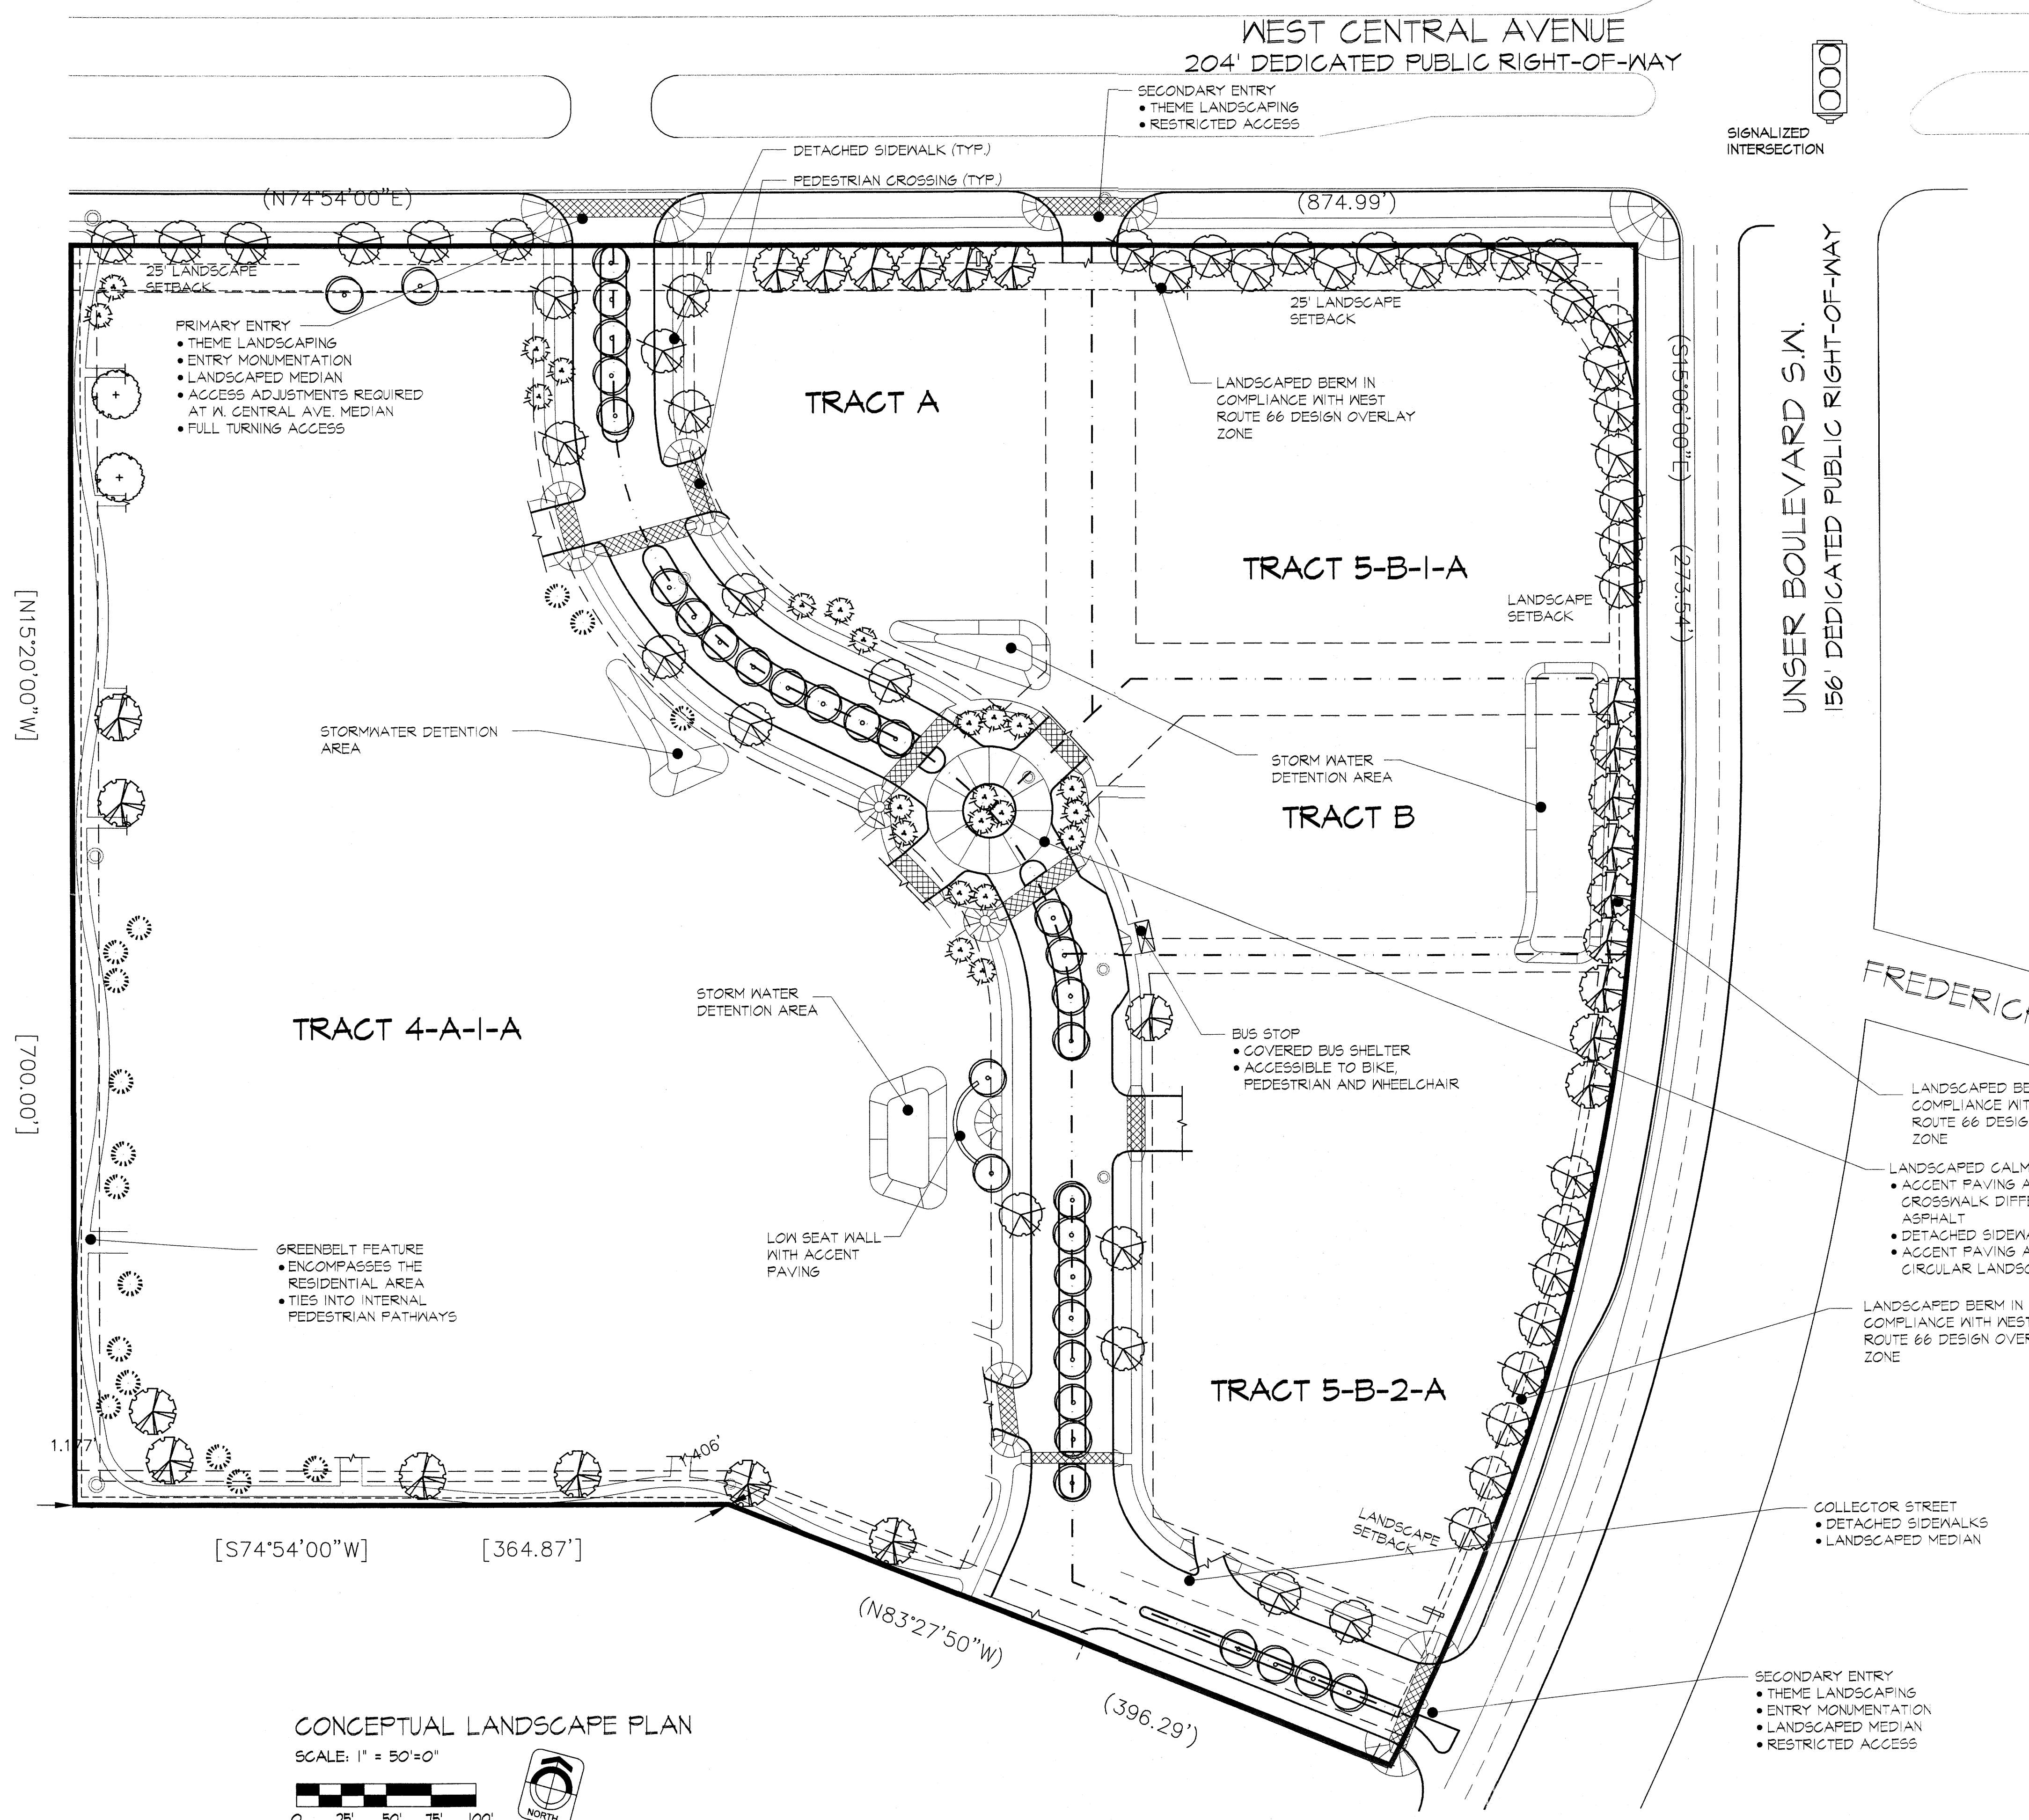 WEST CENTRAL AVENUE
204' DEDICATED PUBLIC RIGHT-OF-WAY
SECONDARY ENTRY
• THEME LANDSCAPING
• RESTRICTED ACCESS
SIGNALIZED
INTERSECTION
DETACHED SIDEWALK (TYP.)
PEDESTRIAN CROSSING (TYP.)
(N74°54'00"E)
(874.99')
25' LANDSCAPE
SETBACK
PRIMARY ENTRY
• THEME LANDSCAPING
• ENTRY MONUMENTATION
• LANDSCAPED MEDIAN
• ACCESS ADJUSTMENTS REQUIRED
AT W. CENTRAL AVE. MEDIAN
• FULL TURNING ACCESS
25' LANDSCAPE
SETBACK
TRACT A
LANDSCAPED BERM IN
COMPLIANCE WITH WEST
ROUTE 66 DESIGN OVERLAY
ZONE
(S15°06'00"E)
(273.54')
UNSER BOULEVARD S.W.
156' DEDICATED PUBLIC RIGHT-OF-WAY
TRACT 5-B-1-A
LANDSCAPE
SETBACK
[N15°20'00"W]
[700.00']
STORMWATER DETENTION
AREA
STORM WATER
DETENTION AREA
TRACT B
FREDERICK
STORM WATER
DETENTION AREA
TRACT 4-A-1-A
BUS STOP
• COVERED BUS SHELTER
• ACCESSIBLE TO BIKE,
PEDESTRIAN AND WHEELCHAIR
LANDSCAPED BE
COMPLIANCE WIT
ROUTE 66 DESIG
ZONE
LANDSCAPED CALM
• ACCENT PAVING A
CROSSWALK DIFFE
ASPHALT
• DETACHED SIDEWA
• ACCENT PAVING A
CIRCULAR LANDSC
LOW SEAT WALL
WITH ACCENT
PAVING
GREENBELT FEATURE
• ENCOMPASSES THE
RESIDENTIAL AREA
• TIES INTO INTERNAL
PEDESTRIAN PATHWAYS
LANDSCAPED BERM IN
COMPLIANCE WITH WEST
ROUTE 66 DESIGN OVER
ZONE
TRACT 5-B-2-A
1.177'
1.406'
[S74°54'00"W]
[364.87']
LANDSCAPE
SETBACK
COLLECTOR STREET
• DETACHED SIDEWALKS
• LANDSCAPED MEDIAN
(N83°27'50"W)
(396.29')
SECONDARY ENTRY
• THEME LANDSCAPING
• ENTRY MONUMENTATION
• LANDSCAPED MEDIAN
• RESTRICTED ACCESS
CONCEPTUAL LANDSCAPE PLAN
SCALE: 1" = 50'=0"
0 25' 50' 75' 100'
NORTH